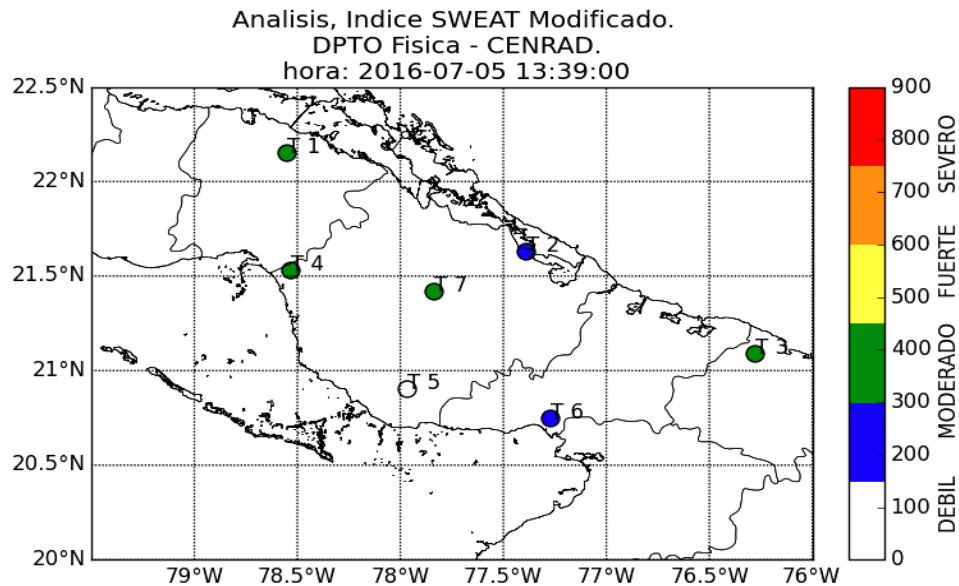 Analisis, Indice SWEAT Modificado.
DPTO Fisica - CENRAD.
hora: 2016-07-05 13:39:00
22.5°N
22°N
21.5°N
21°N
20.5°N
20°N
79°W
78.5°W
78°W
77.5°W
77°W
76.5°W
76°W
T 1
T 2
T 4
T 7
T 3
T 5
T 6
900
800
700
600
500
400
300
200
100
0
DEBIL
MODERADO
FUERTE
SEVERO